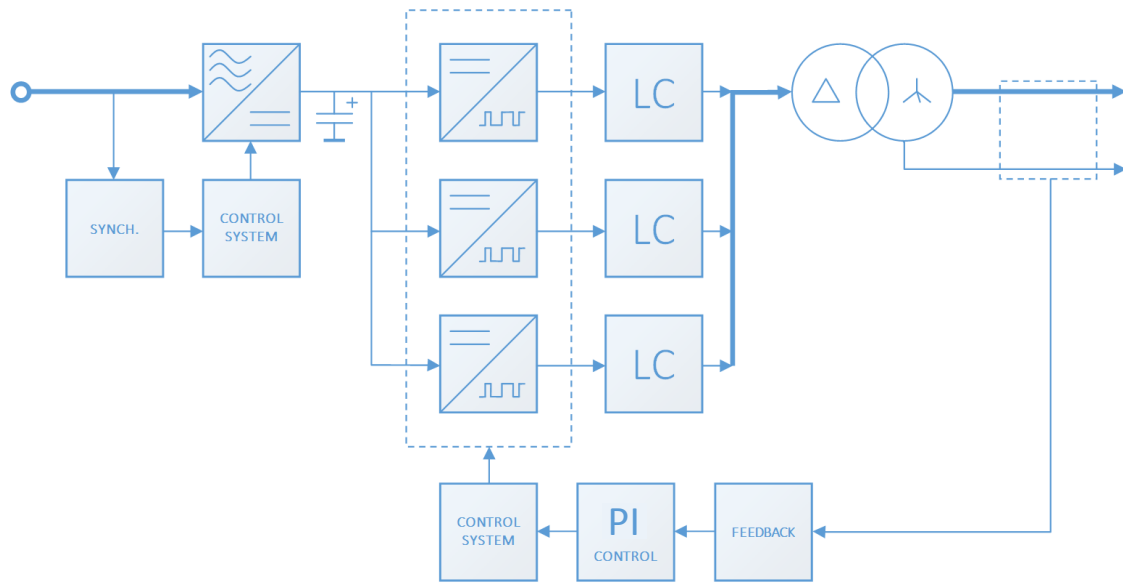 +
LC
SYNCH.
CONTROL
SYSTEM
LC
LC
CONTROL
SYSTEM
PI
CONTROL
FEEDBACK